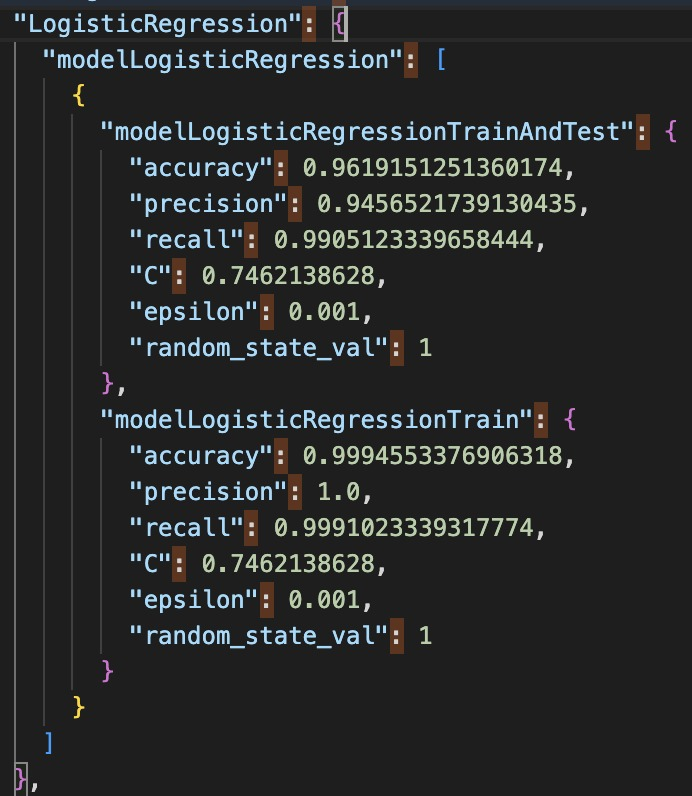 "LogisticRegression": {
"modelLogisticRegression": [
{
"modelLogisticRegressionTrainAndTest": {
"accuracy": 0.9619151251360174,
"precision": 0.9456521739130435,
"recall": 0.9905123339658444,
"C": 0.7462138628,
"epsilon": 0.001,
"random_state_val": 1
},
"modelLogisticRegressionTrain": {
"accuracy": 0.9994553376906318,
"precision": 1.0,
"recall": 0.9991023339317774,
"C": 0.7462138628,
"epsilon": 0.001,
"random_state_val": 1
}
}
]
},